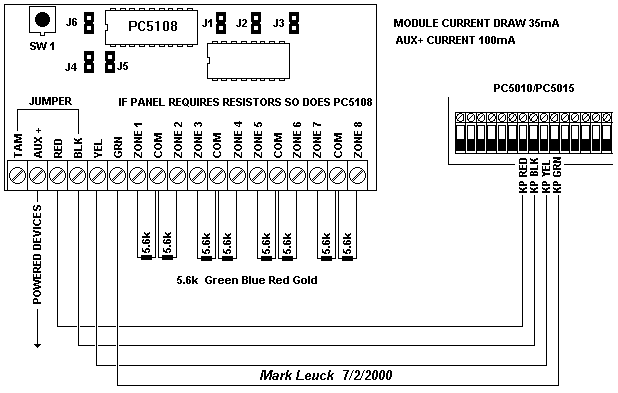 J6
PC5108
J1
J2
J3
MODULE CURRENT DRAW 35mA
AUX+ CURRENT 100mA
SW 1
J4
J5
PC5010/PC5015
JUMPER
IF PANEL REQUIRES RESISTORS SO DOES PC5108
TAM
AUX +
RED
BLK
YEL
GRN
ZONE 1
COM
ZONE 2
ZONE 3
COM
ZONE 4
ZONE 5
COM
ZONE 6
ZONE 7
COM
ZONE 8
KP RED
KP BLK
KP YEL
KP GRN
POWERED DEVICES
5.6k
5.6k
5.6k
5.6k
5.6k
5.6k
5.6k
5.6k
5.6k Green Blue Red Gold
Mark Leuck 7/2/2000